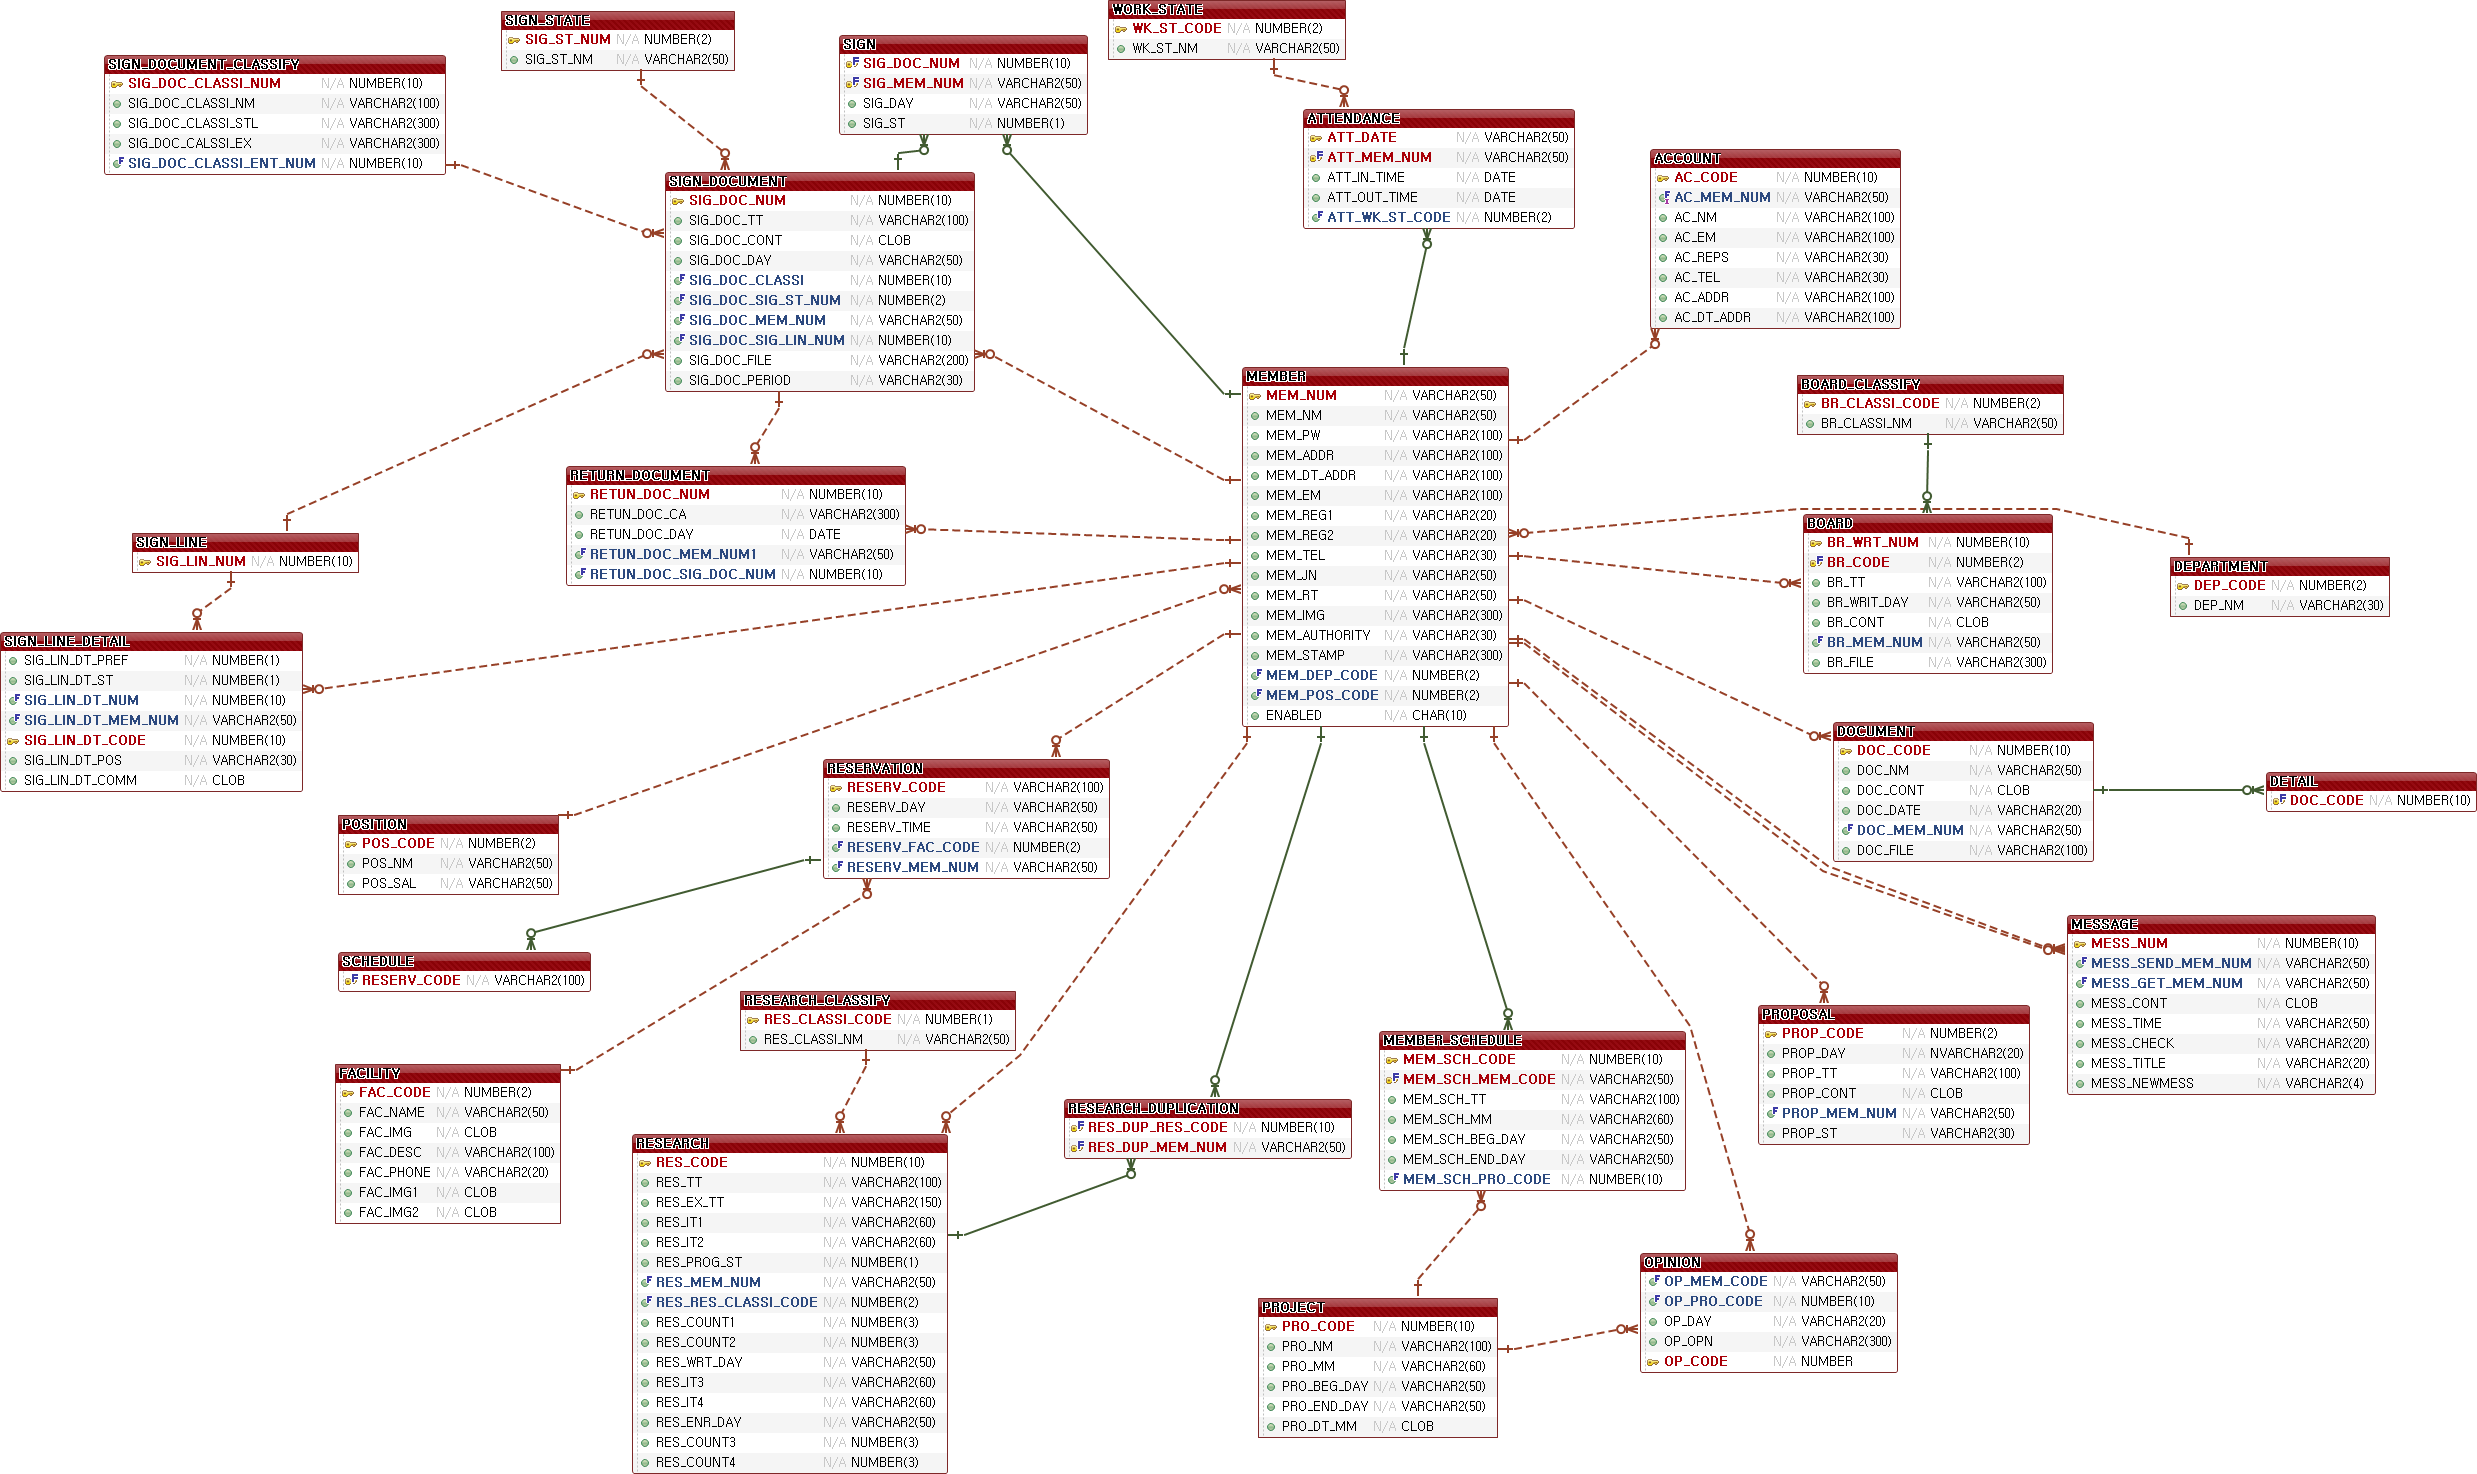 SIGN_STATE
SIG_ST_NUM N/A NUMBER(2)
SIG_ST_NM N/A VARCHAR2(50)
SIGN
SIG_DOC_NUM N/A NUMBER(10)
SIG_MEM_NUM N/A VARCHAR2(50)
SIG_DAY N/A VARCHAR2(50)
SIG_ST N/A NUMBER(1)
WORK_STATE
WK_ST_CODE N/A NUMBER(2)
WK_ST_NM N/A VARCHAR2(50)
SIGN_DOCUMENT_CLASSIFY
SIG_DOC_CLASSI_NUM N/A NUMBER(10)
SIG_DOC_CLASSI_NM N/A VARCHAR2(100)
SIG_DOC_CLASSI_STL N/A VARCHAR2(300)
SIG_DOC_CALSSI_EX N/A VARCHAR2(300)
SIG_DOC_CLASSI_ENT_NUM N/A NUMBER(10)
ATTENDANCE
ATT_DATE N/A VARCHAR2(50)
ATT_MEM_NUM N/A VARCHAR2(50)
ATT_IN_TIME N/A DATE
ATT_OUT_TIME N/A DATE
ATT_WK_ST_CODE N/A NUMBER(2)
ACCOUNT
AC_CODE N/A NUMBER(10)
AC_MEM_NUM N/A VARCHAR2(50)
AC_NM N/A VARCHAR2(100)
AC_EM N/A VARCHAR2(100)
AC_REPS N/A VARCHAR2(30)
AC_TEL N/A VARCHAR2(30)
AC_ADDR N/A VARCHAR2(100)
AC_DT_ADDR N/A VARCHAR2(100)
SIGN_DOCUMENT
SIG_DOC_NUM N/A NUMBER(10)
SIG_DOC_TT N/A VARCHAR2(100)
SIG_DOC_CONT N/A CLOB
SIG_DOC_DAY N/A VARCHAR2(50)
SIG_DOC_CLASSI N/A NUMBER(10)
SIG_DOC_SIG_ST_NUM N/A NUMBER(2)
SIG_DOC_MEM_NUM N/A VARCHAR2(50)
SIG_DOC_SIG_LIN_NUM N/A NUMBER(10)
SIG_DOC_FILE N/A VARCHAR2(200)
SIG_DOC_PERIOD N/A VARCHAR2(30)
MEMBER
MEM_NUM N/A VARCHAR2(50)
MEM_NM N/A VARCHAR2(50)
MEM_PW N/A VARCHAR2(100)
MEM_ADDR N/A VARCHAR2(100)
MEM_DT_ADDR N/A VARCHAR2(100)
MEM_EM N/A VARCHAR2(100)
MEM_REG1 N/A VARCHAR2(20)
MEM_REG2 N/A VARCHAR2(20)
MEM_TEL N/A VARCHAR2(30)
MEM_JN N/A VARCHAR2(50)
MEM_RT N/A VARCHAR2(50)
MEM_IMG N/A VARCHAR2(300)
MEM_AUTHORITY N/A VARCHAR2(30)
MEM_STAMP N/A VARCHAR2(300)
MEM_DEP_CODE N/A NUMBER(2)
MEM_POS_CODE N/A NUMBER(2)
ENABLED N/A CHAR(10)
BOARD_CLASSIFY
BR_CLASSI_CODE N/A NUMBER(2)
BR_CLASSI_NM N/A VARCHAR2(50)
RETURN_DOCUMENT
RETUN_DOC_NUM N/A NUMBER(10)
RETUN_DOC_CA N/A VARCHAR2(300)
RETUN_DOC_DAY N/A DATE
RETUN_DOC_MEM_NUM1 N/A VARCHAR2(50)
RETUN_DOC_SIG_DOC_NUM N/A NUMBER(10)
BOARD
BR_WRT_NUM N/A NUMBER(10)
BR_CODE N/A NUMBER(2)
BR_TT N/A VARCHAR2(100)
BR_WRIT_DAY N/A VARCHAR2(50)
BR_CONT N/A CLOB
BR_MEM_NUM N/A VARCHAR2(50)
BR_FILE N/A VARCHAR2(300)
SIGN_LINE
SIG_LIN_NUM N/A NUMBER(10)
DEPARTMENT
DEP_CODE N/A NUMBER(2)
DEP_NM N/A VARCHAR2(30)
SIGN_LINE_DETAIL
SIG_LIN_DT_PREF N/A NUMBER(1)
SIG_LIN_DT_ST N/A NUMBER(1)
SIG_LIN_DT_NUM N/A NUMBER(10)
SIG_LIN_DT_MEM_NUM N/A VARCHAR2(50)
SIG_LIN_DT_CODE N/A NUMBER(10)
SIG_LIN_DT_POS N/A VARCHAR2(30)
SIG_LIN_DT_COMM N/A CLOB
DOCUMENT
DOC_CODE N/A NUMBER(10)
DOC_NM N/A VARCHAR2(50)
DOC_CONT N/A CLOB
DOC_DATE N/A VARCHAR2(20)
DOC_MEM_NUM N/A VARCHAR2(50)
DOC_FILE N/A VARCHAR2(100)
DETAIL
DOC_CODE N/A NUMBER(10)
RESERVATION
RESERV_CODE N/A VARCHAR2(100)
RESERV_DAY N/A VARCHAR2(50)
RESERV_TIME N/A VARCHAR2(50)
RESERV_FAC_CODE N/A NUMBER(2)
RESERV_MEM_NUM N/A VARCHAR2(50)
POSITION
POS_CODE N/A NUMBER(2)
POS_NM N/A VARCHAR2(50)
POS_SAL N/A VARCHAR2(50)
MESSAGE
MESS_NUM N/A NUMBER(10)
MESS_SEND_MEM_NUM N/A VARCHAR2(50)
MESS_GET_MEM_NUM N/A VARCHAR2(50)
MESS_CONT N/A CLOB
MESS_TIME N/A VARCHAR2(50)
MESS_CHECK N/A VARCHAR2(20)
MESS_TITLE N/A VARCHAR2(20)
MESS_NEWMESS N/A VARCHAR2(4)
SCHEDULE
RESERV_CODE N/A VARCHAR2(100)
RESEARCH_CLASSIFY
RES_CLASSI_CODE N/A NUMBER(1)
RES_CLASSI_NM N/A VARCHAR2(50)
PROPOSAL
PROP_CODE N/A NUMBER(2)
PROP_DAY N/A NVARCHAR2(20)
PROP_TT N/A VARCHAR2(100)
PROP_CONT N/A CLOB
PROP_MEM_NUM N/A VARCHAR2(50)
PROP_ST N/A VARCHAR2(30)
MEMBER_SCHEDULE
MEM_SCH_CODE N/A NUMBER(10)
MEM_SCH_MEM_CODE N/A VARCHAR2(50)
MEM_SCH_TT N/A VARCHAR2(100)
MEM_SCH_MM N/A VARCHAR2(60)
MEM_SCH_BEG_DAY N/A VARCHAR2(50)
MEM_SCH_END_DAY N/A VARCHAR2(50)
MEM_SCH_PRO_CODE N/A NUMBER(10)
FACILITY
FAC_CODE N/A NUMBER(2)
FAC_NAME N/A VARCHAR2(50)
FAC_IMG N/A CLOB
FAC_DESC N/A VARCHAR2(100)
FAC_PHONE N/A VARCHAR2(20)
FAC_IMG1 N/A CLOB
FAC_IMG2 N/A CLOB
RESEARCH_DUPLICATION
RES_DUP_RES_CODE N/A NUMBER(10)
RES_DUP_MEM_NUM N/A VARCHAR2(50)
RESEARCH
RES_CODE N/A NUMBER(10)
RES_TT N/A VARCHAR2(100)
RES_EX_TT N/A VARCHAR2(150)
RES_IT1 N/A VARCHAR2(60)
RES_IT2 N/A VARCHAR2(60)
RES_PROG_ST N/A NUMBER(1)
RES_MEM_NUM N/A VARCHAR2(50)
RES_RES_CLASSI_CODE N/A NUMBER(2)
RES_COUNT1 N/A NUMBER(3)
RES_COUNT2 N/A NUMBER(3)
RES_WRT_DAY N/A VARCHAR2(50)
RES_IT3 N/A VARCHAR2(60)
RES_IT4 N/A VARCHAR2(60)
RES_ENR_DAY N/A VARCHAR2(50)
RES_COUNT3 N/A NUMBER(3)
RES_COUNT4 N/A NUMBER(3)
OPINION
OP_MEM_CODE N/A VARCHAR2(50)
OP_PRO_CODE N/A NUMBER(10)
OP_DAY N/A VARCHAR2(20)
OP_OPN N/A VARCHAR2(300)
OP_CODE N/A NUMBER
PROJECT
PRO_CODE N/A NUMBER(10)
PRO_NM N/A VARCHAR2(100)
PRO_MM N/A VARCHAR2(60)
PRO_BEG_DAY N/A VARCHAR2(50)
PRO_END_DAY N/A VARCHAR2(50)
PRO_DT_MM N/A CLOB